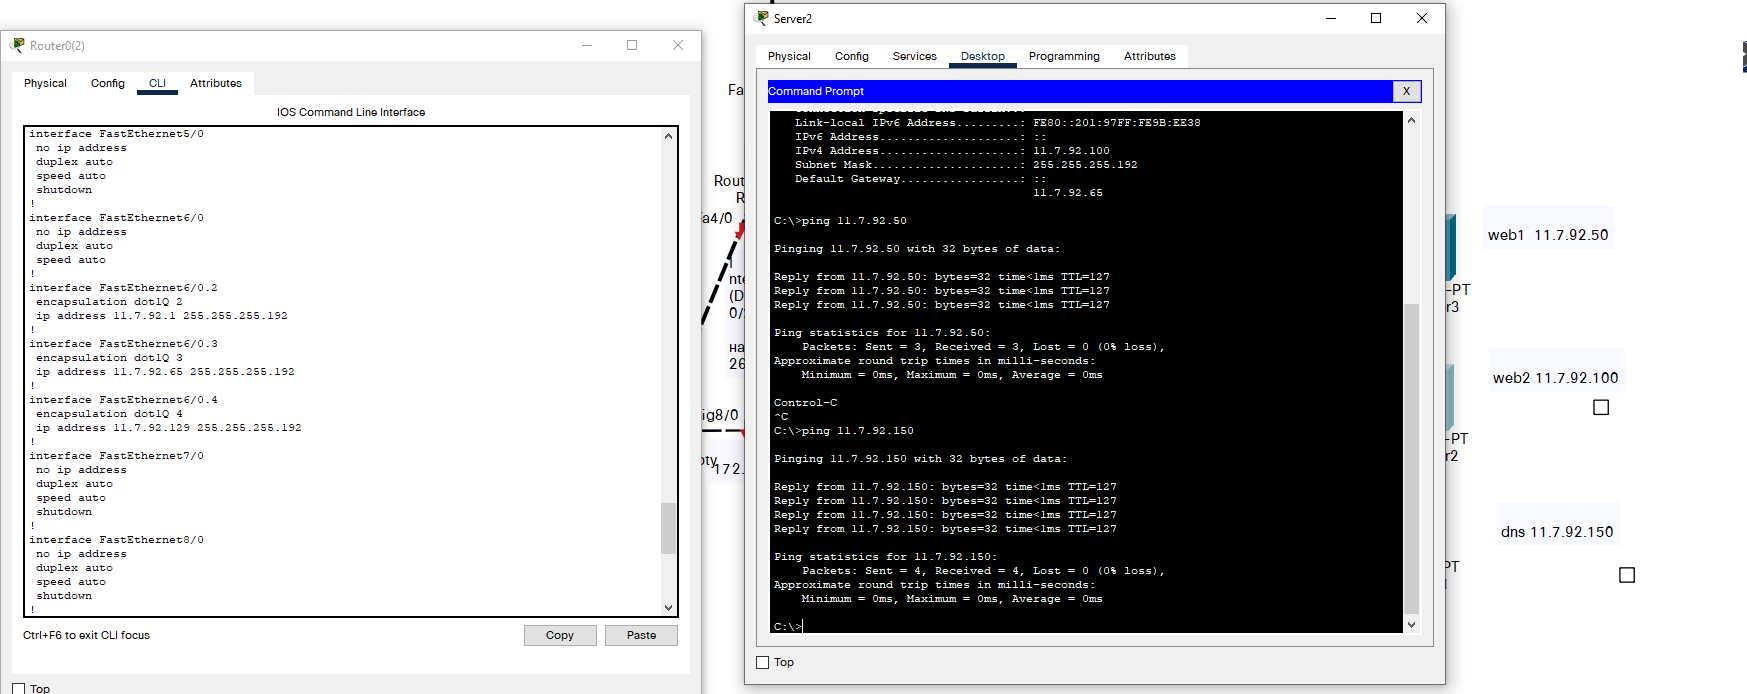 Router0(2)
Physical Config CLI Attributes
IOS Command Line Interface
interface FastEthernet5/0
no ip address
duplex auto
speed auto
shutdown
!
interface FastEthernet6/0
no ip address
duplex auto
speed auto
!
interface FastEthernet6/0.2
encapsulation dot1Q 2
ip address 11.7.92.1 255.255.255.192
!
interface FastEthernet6/0.3
encapsulation dot1Q 3
ip address 11.7.92.65 255.255.255.192
!
interface FastEthernet6/0.4
encapsulation dot1Q 4
ip address 11.7.92.129 255.255.255.192
!
interface FastEthernet7/0
no ip address
duplex auto
speed auto
shutdown
!
interface FastEthernet8/0
no ip address
duplex auto
speed auto
shutdown
!
Ctrl+F6 to exit CLI focus
Copy
Paste
Top
Fa
Rout
R
a4/0
nte
(D
0/
на
26
ig8/0
pty
172.
Server2
Physical Config Services Desktop Programming Attributes
Command Prompt
X
Link-local IPv6 Address.........: FE80::201:97FF:FE9B:EE38
IPv6 Address....................: ::
IPv4 Address....................: 11.7.92.100
Subnet Mask.....................: 255.255.255.192
Default Gateway.................: ::
11.7.92.65
C:\>ping 11.7.92.50
Pinging 11.7.92.50 with 32 bytes of data:
Reply from 11.7.92.50: bytes=32 time<1ms TTL=127
Reply from 11.7.92.50: bytes=32 time<1ms TTL=127
Reply from 11.7.92.50: bytes=32 time<1ms TTL=127
Ping statistics for 11.7.92.50:
Packets: Sent = 3, Received = 3, Lost = 0 (0% loss),
Approximate round trip times in milli-seconds:
Minimum = 0ms, Maximum = 0ms, Average = 0ms
Control-C
^C
C:\>ping 11.7.92.150
Pinging 11.7.92.150 with 32 bytes of data:
Reply from 11.7.92.150: bytes=32 time<1ms TTL=127
Reply from 11.7.92.150: bytes=32 time<1ms TTL=127
Reply from 11.7.92.150: bytes=32 time<1ms TTL=127
Reply from 11.7.92.150: bytes=32 time<1ms TTL=127
Ping statistics for 11.7.92.150:
Packets: Sent = 4, Received = 4, Lost = 0 (0% loss),
Approximate round trip times in milli-seconds:
Minimum = 0ms, Maximum = 0ms, Average = 0ms
C:\>
Top
web1 11.7.92.50
-PT
r3
web2 11.7.92.100
-PT
r2
dns 11.7.92.150
PT